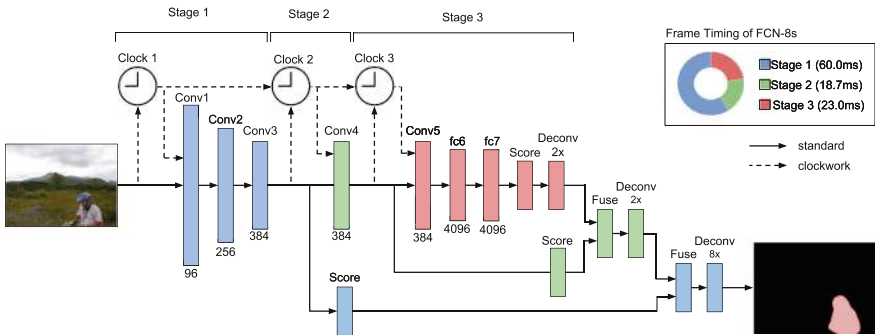 Stage 1
Stage 2
Stage 3
Clock 1
Clock 2
Clock 3
Frame Timing of FCN-8s
Stage 1 (60.0ms)
Stage 2 (18.7ms)
Stage 3 (23.0ms)
standard
clockwork
Conv1
Conv2
Conv3
Conv4
Conv5
fc6
fc7
Score
Deconv
2x
96
256
384
384
384
4096
4096
Score
Fuse
Deconv
2x
Score
Fuse
Deconv
8x